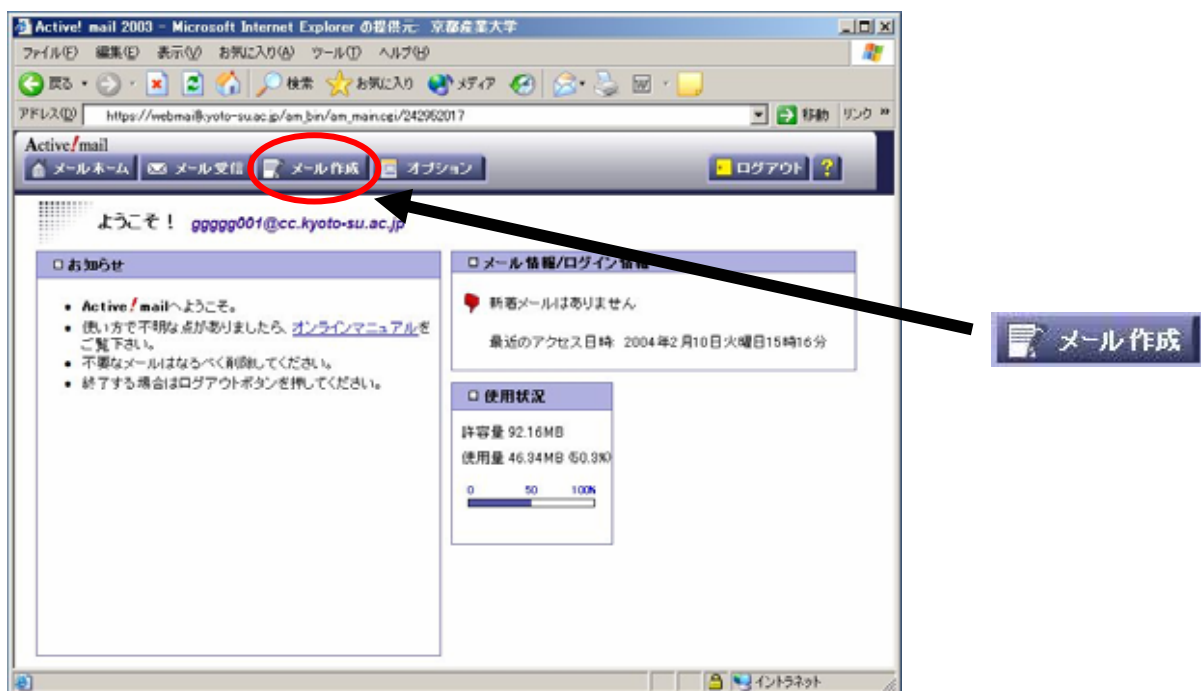 Active! mail 2003 - Microsoft Internet Explorer の提供元: 京都産業大学
ファイル(F) 編集(E) 表示(V) お気に入り(A) ツール(T) ヘルプ(H)
戻る 検索 お気に入り メディア
アドレス(D) https://webmail.kyoto-su.ac.jp/am_bin/am_main.cgi/242952017 移動 リンク »
Active! mail
メールホーム メール受信 メール作成 オプション ログアウト ?
ようこそ! ggggg001@cc.kyoto-su.ac.jp
お知らせ
• Active! mailへようこそ。
• 使い方で不明な点がありましたら、オンラインマニュアルを
ご覧下さい。
• 不要なメールはなるべく削除してください。
• 終了する場合はログアウトボタンを押してください。
メール情報/ログイン情報
新着メールはありません
最近のアクセス日時: 2004年2月10日火曜日15時16分
使用状況
許容量 92.16MB
使用量 46.34MB (50.3%)
0 50 100%
イントラネット
メール作成